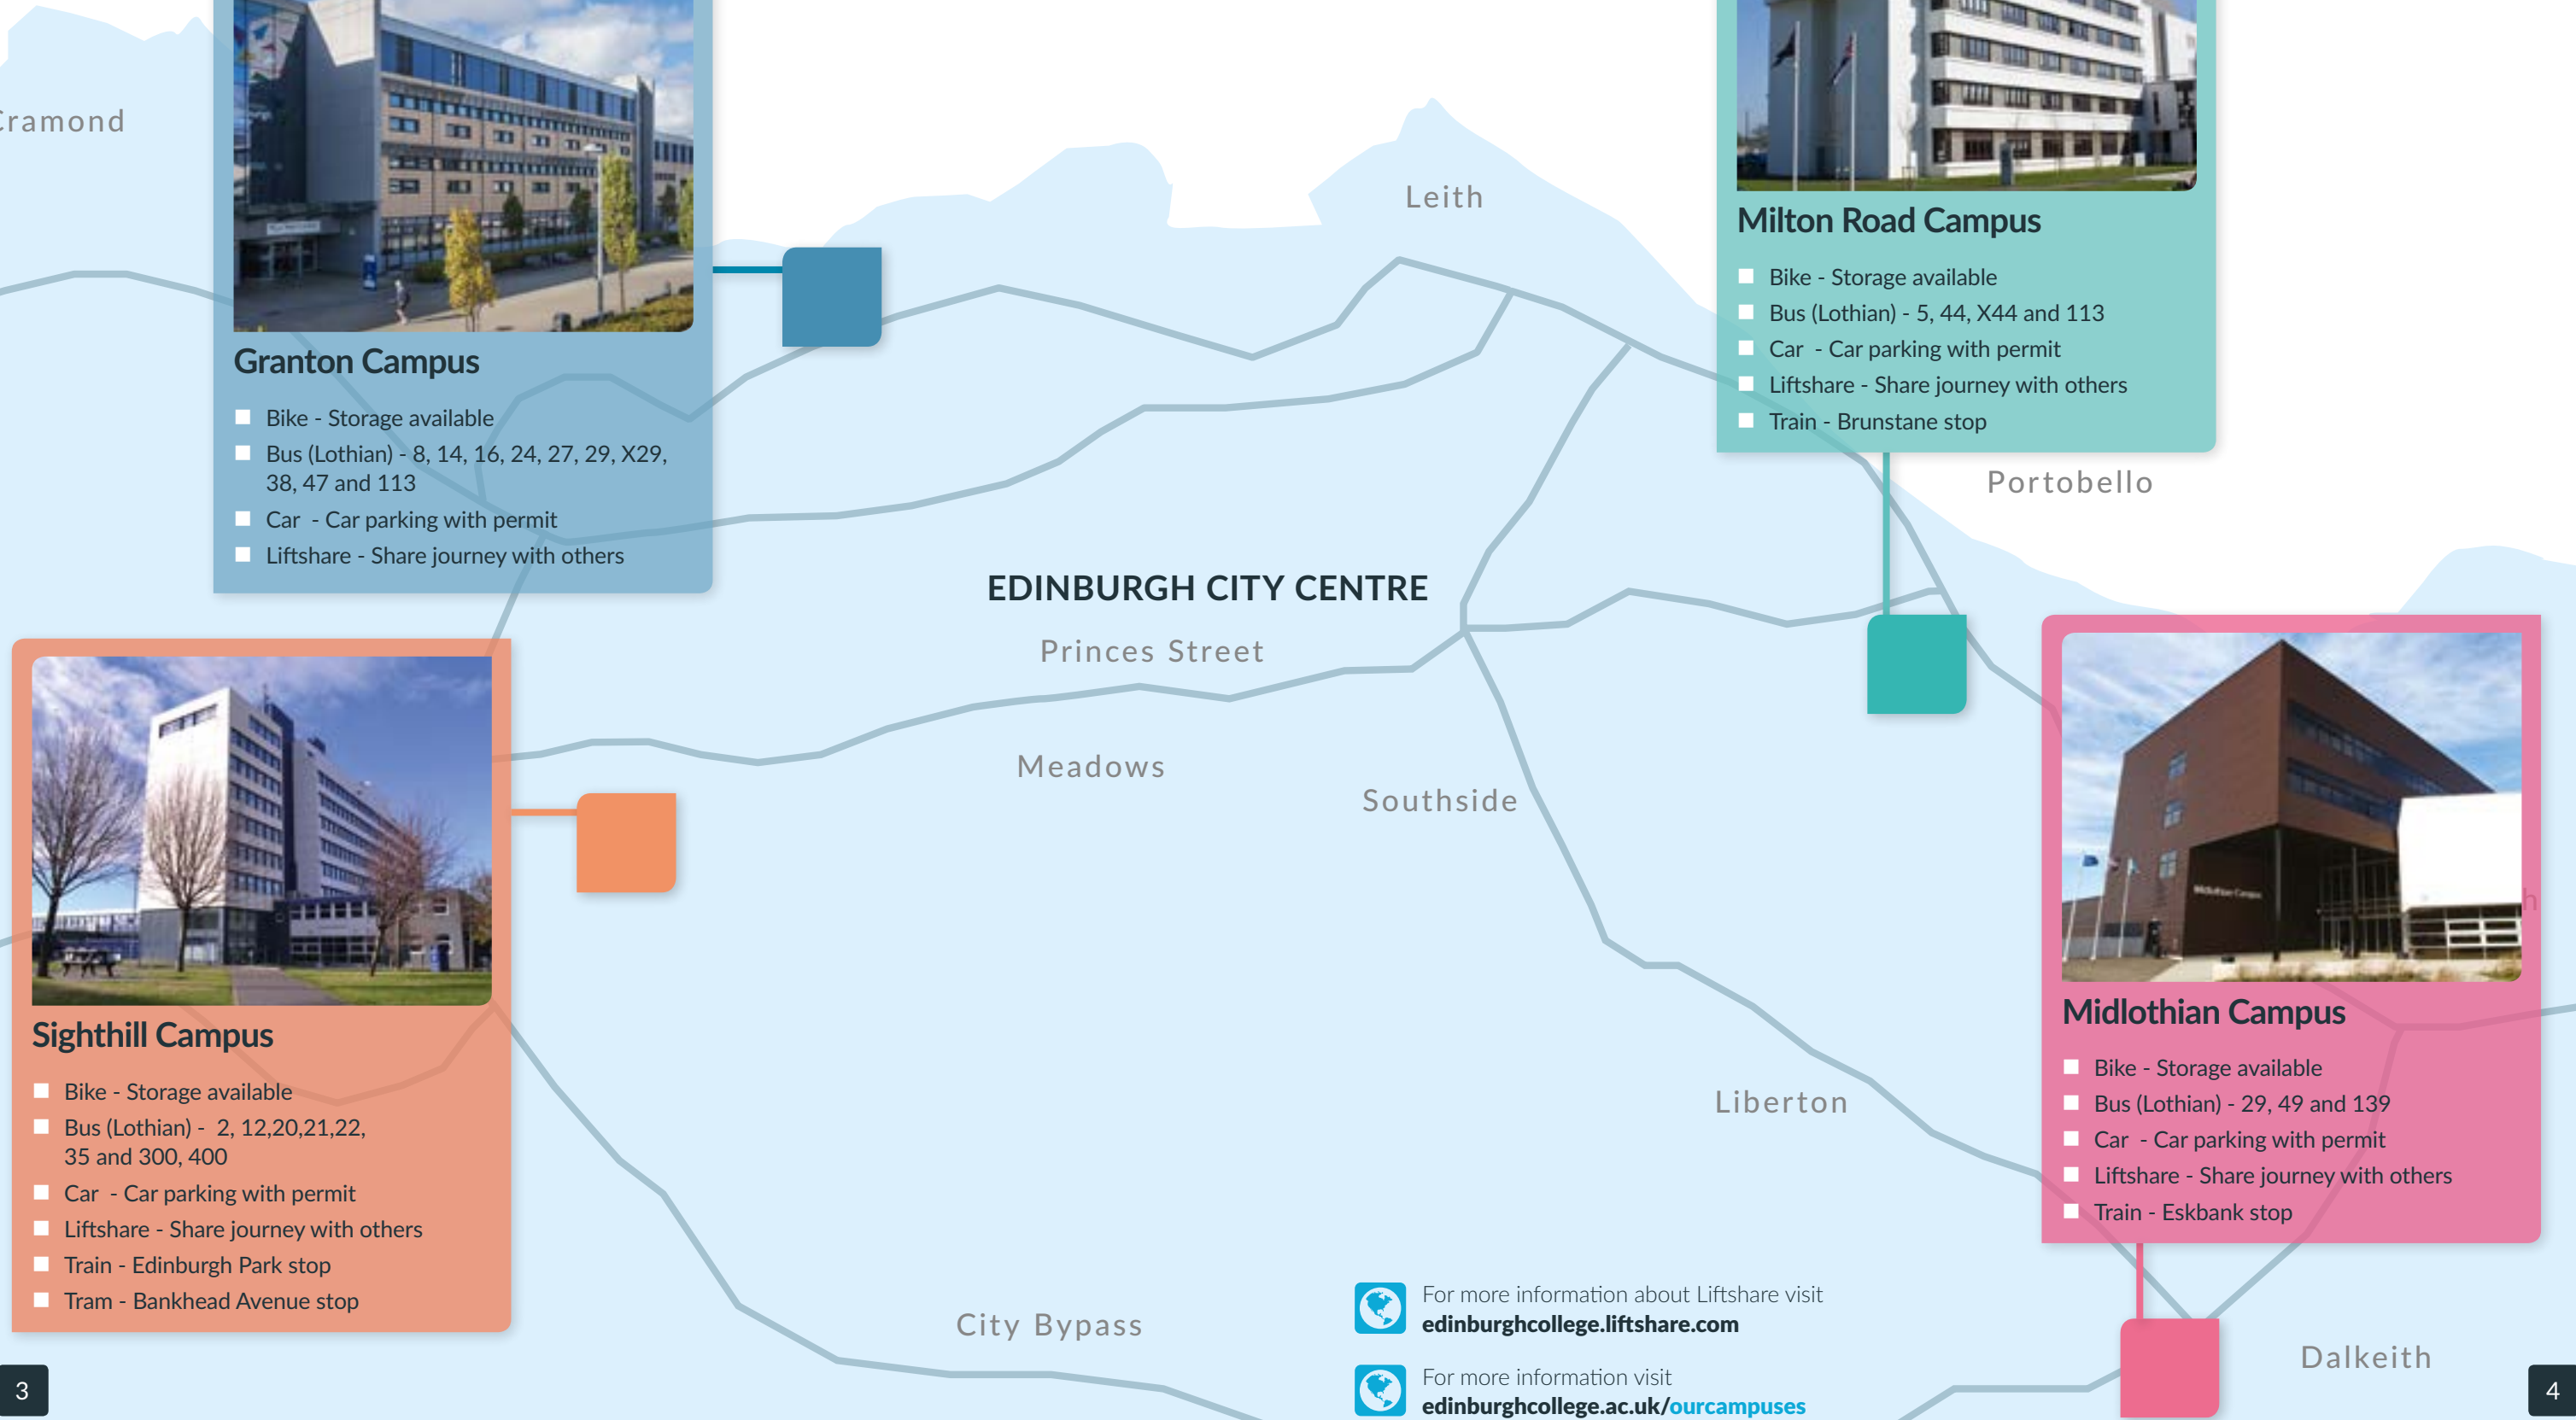 Granton Campus
Bike - Storage available
Bus (Lothian) - 8, 14, 16, 24, 27, 29, X29,
38, 47 and 113
Car - Car parking with permit
Liftshare - Share journey with others
Sighthill Campus
Bike - Storage available
Bus (Lothian) - 2, 12,20,21,22,
35 and 300, 400
Car - Car parking with permit
Liftshare - Share journey with others
Train - Edinburgh Park stop
Tram - Bankhead Avenue stop
3
Leith
EDINBURGH CITY CENTRE
Princes Street
Meadows
Southside
Liberton
City Bypass
For more information about Liftshare visit
edinburghcollege.liftshare.com
For more information visit
edinburghcollege.ac.uk/ourcampuses
Milton Road Campus
Bike - Storage available
Bus (Lothian) - 5, 44, X44 and 113
Car - Car parking with permit
Liftshare - Share journey with others
Train - Brunstane stop
Portobello
Midlothian Campus
Midlothian Campus
Bike - Storage available
Bus (Lothian) - 29, 49 and 139
Car - Car parking with permit
Liftshare - Share journey with others
Train - Eskbank stop
Dalkeith
4